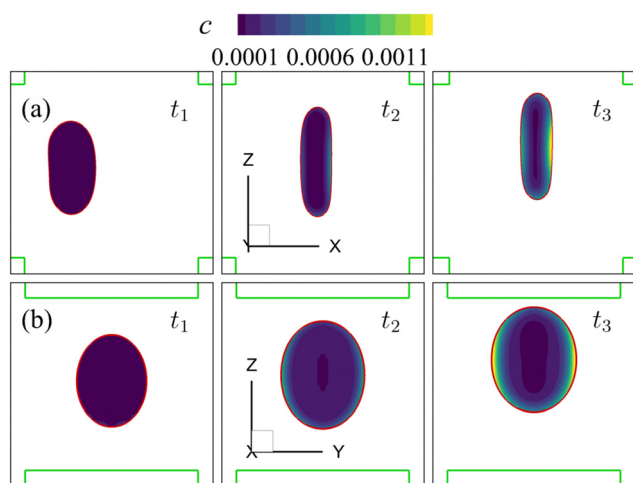 c
0.0001 0.0006 0.0011
(a) t₁ t₂ t₃
Z
X
(b) t₁ t₂ t₃
Z
X Y